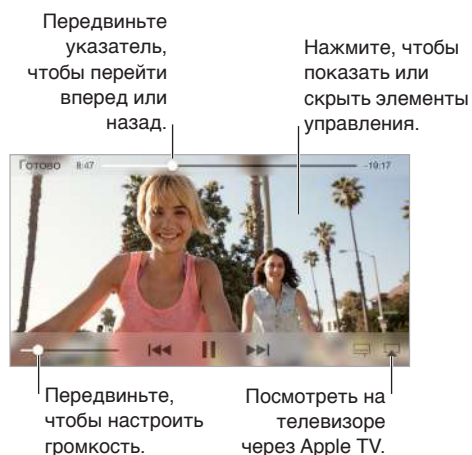 Передвиньте
указатель,
чтобы перейти
вперед или
назад.
Нажмите, чтобы
показать или
скрыть элементы
управления.
Готово 8:47 -19:17
Передвиньте,
чтобы настроить
громкость.
Посмотреть на
телевизоре
через Apple TV.